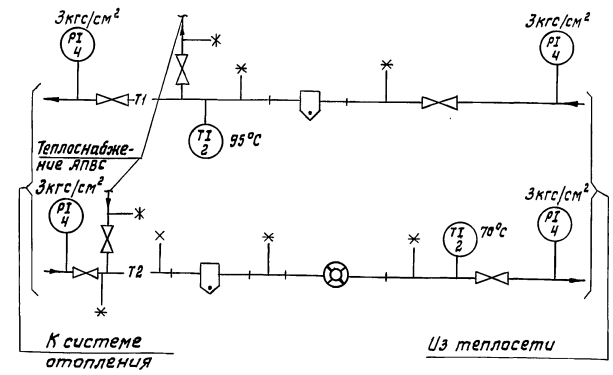 3кгс/см²
PI
4
3кгс/см²
PI
4
T1
TI
2
95°C
Теплоснабже-
ние ЯПВС
3кгс/см²
PI
4
3кгс/см²
PI
4
TI
2
70°C
T2
К системе
отопления
Из теплосети